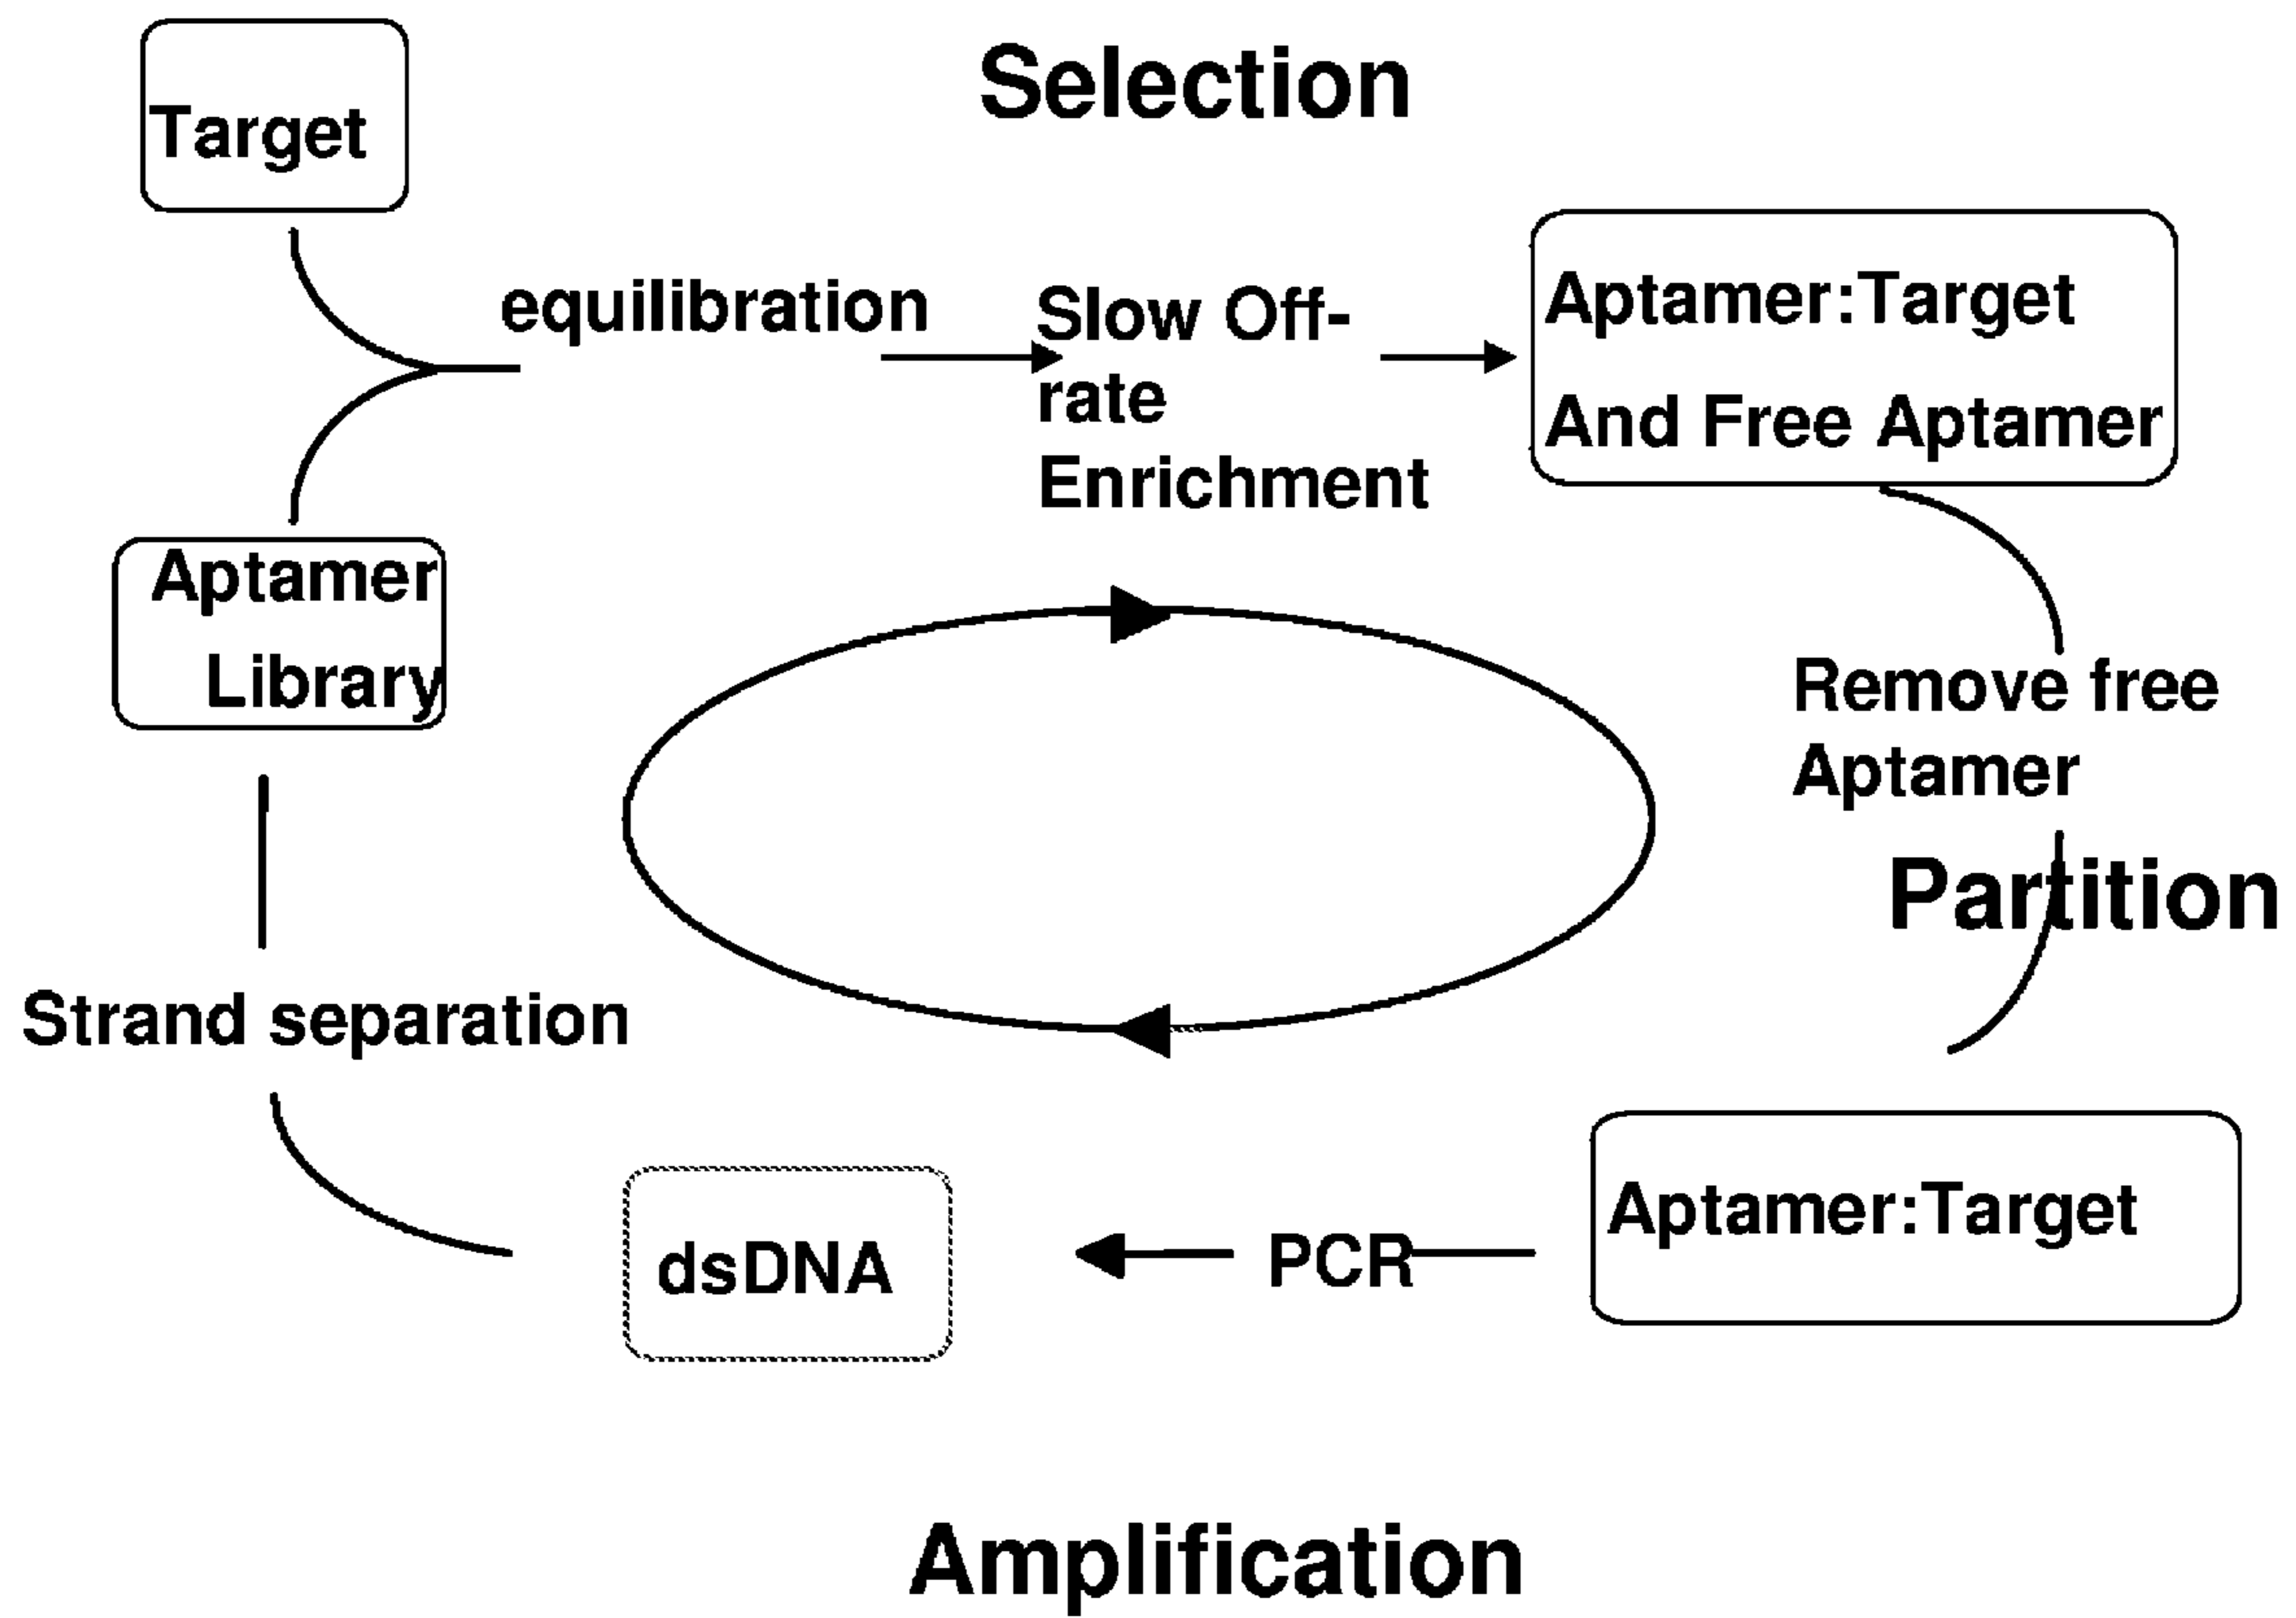 Selection
Target
equilibration
Slow Off-
rate
Enrichment
Aptamer:Target
And Free Aptamer
Aptamer
Library
Remove free
Aptamer
Partition
Strand separation
Aptamer:Target
PCR
dsDNA
Amplification